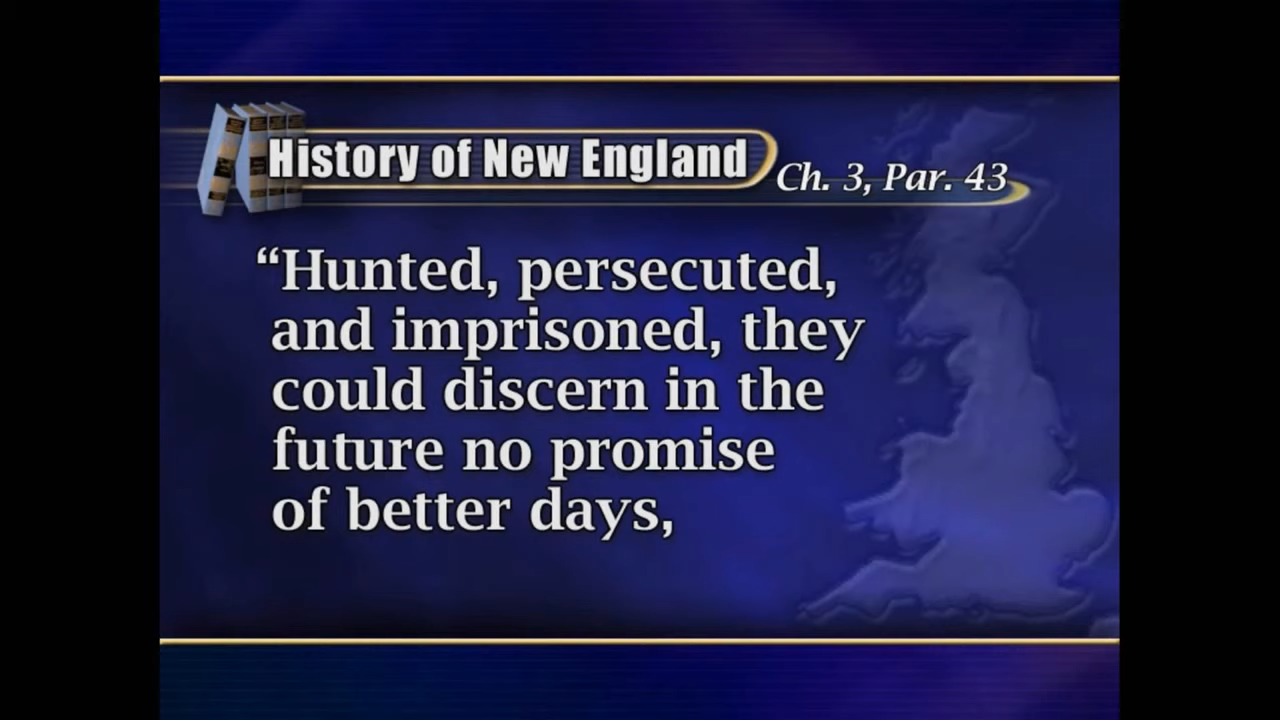 History of New England
Ch. 3, Par. 43
“Hunted, persecuted,
and imprisoned, they
could discern in the
future no promise
of better days,